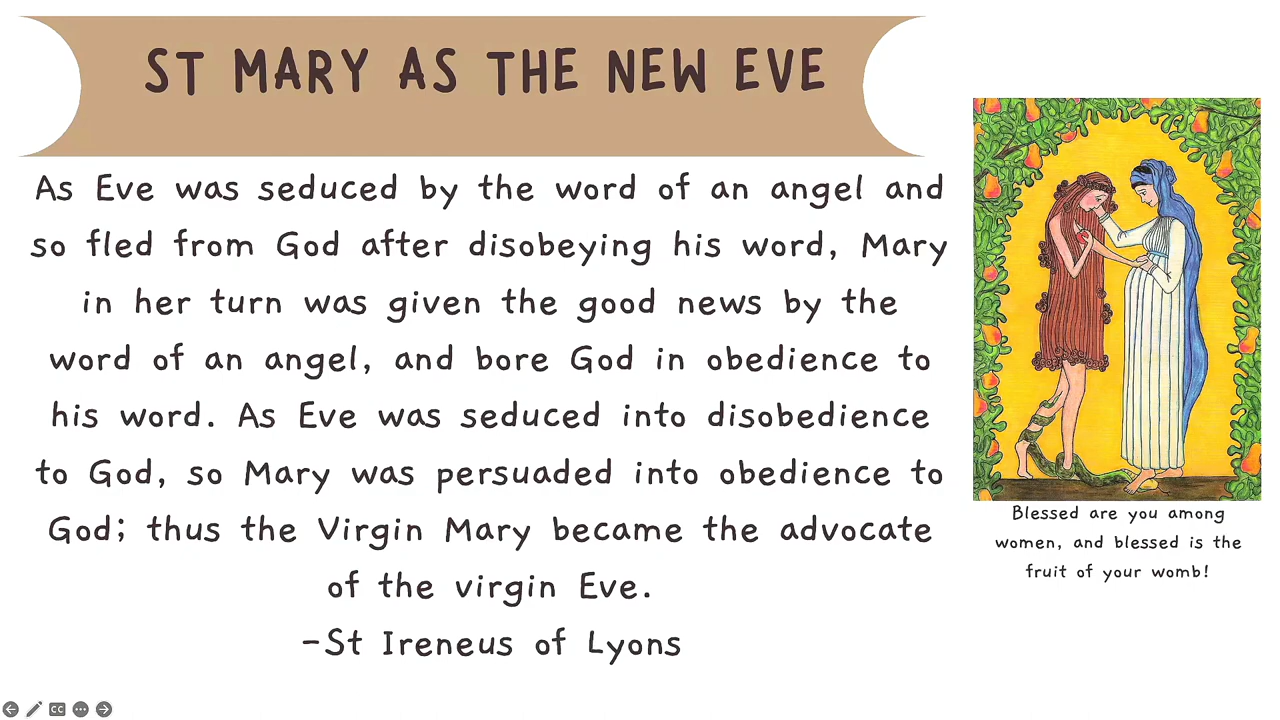 ST MARY AS THE NEW EVE
As Eve was seduced by the word of an angel and
so fled from God after disobeying his word, Mary
in her turn was given the good news by the
word of an angel, and bore God in obedience to
his word. As Eve was seduced into disobedience
to God, so Mary was persuaded into obedience to
God; thus the Virgin Mary became the advocate
of the virgin Eve.
-St Ireneus of Lyons
Blessed are you among
women, and blessed is the
fruit of your womb!
CC